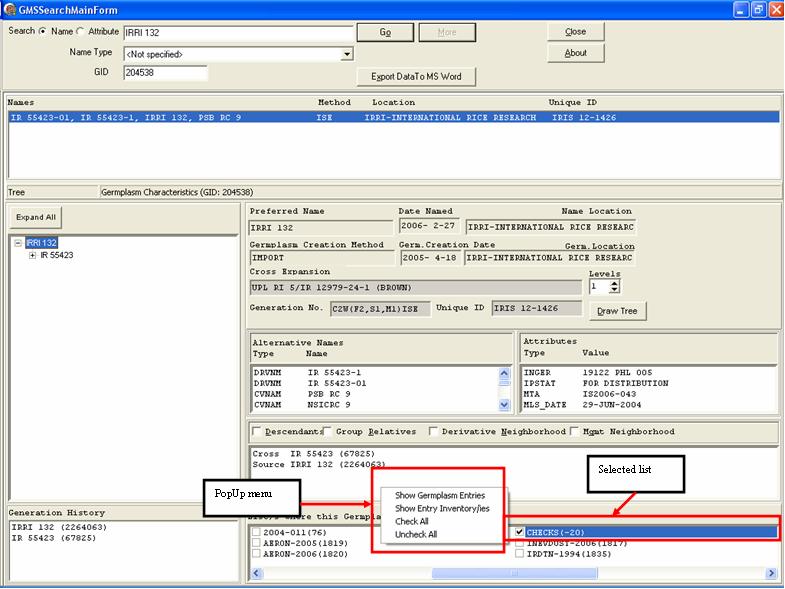 GMSSearchMainForm
Search Name Attribute IRRI 132 Go More Close
Name Type <Not specified> About
GID 204538 Export DataTo MS Word
Names Method Location Unique ID
IR 55423-01, IR 55423-1, IRRI 132, PSB RC 9 ISE IRRI-INTERNATIONAL RICE RESEARCH IRIS 12-1426
Tree Germplasm Characteristics (GID: 204538)
Expand All
IRRI 132
IR 55423
Preferred Name Date Named Name Location
IRRI 132 2006- 2-27 IRRI-INTERNATIONAL RICE RESEARC
Germplasm Creation Method Germ.Creation Date Germ.Location
IMPORT 2005- 4-18 IRRI-INTERNATIONAL RICE RESEARC
Cross Expansion Levels
UPL RI 5/IR 12979-24-1 (BROWN) 1
Generation No. C2W(F2,S1,M1)ISE Unique ID IRIS 12-1426 Draw Tree
Alternative Names
Type Name
DRVNM IR 55423-1
DRVNM IR 55423-01
CVNAM PSB RC 9
CVNAM NSICRC 9
Attributes
Type Value
INGER 19122 PHL 005
IPSTAT FOR DISTRIBUTION
MTA IS2006-043
MLS_DATE 29-JUN-2004
Descendants Group Relatives Derivative Neighborhood Mgmt Neighborhood
Cross IR 55423 (67825)
Source IRRI 132 (2264063)
PopUp menu
Selected list
Show Germplasm Entries
Show Entry Inventory/ies
Check All
Uncheck All
Generation History
IRRI 132 (2264063)
IR 55423 (67825)
where this Germpl
2004-011(76) CHECKS(-20)
AERON-2005(1819) INEVDUST-2006(1817)
AERON-2006(1820) IRDTN-1994(1835)